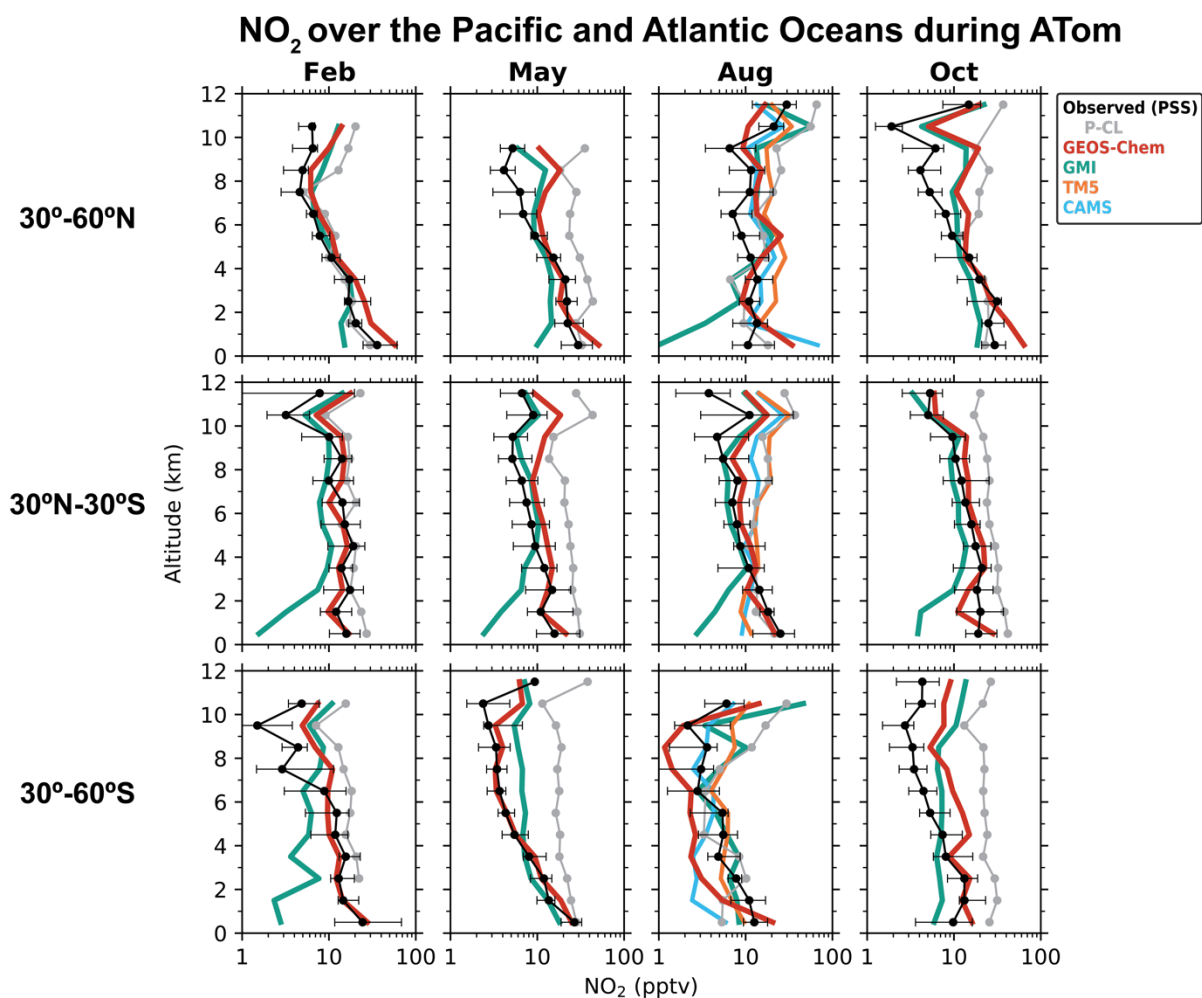 NO₂ over the Pacific and Atlantic Oceans during ATom
Feb May Aug Oct
Observed (PSS)
P-CL
GEOS-Chem
GMI
TM5
CAMS
30º-60ºN
12
10
8
6
4
2
0
30ºN-30ºS
Altitude (km)
12
10
8
6
4
2
0
30º-60ºS
12
10
8
6
4
2
0
1 10 100 1 10 100 1 10 100 1 10 100
NO₂ (pptv)